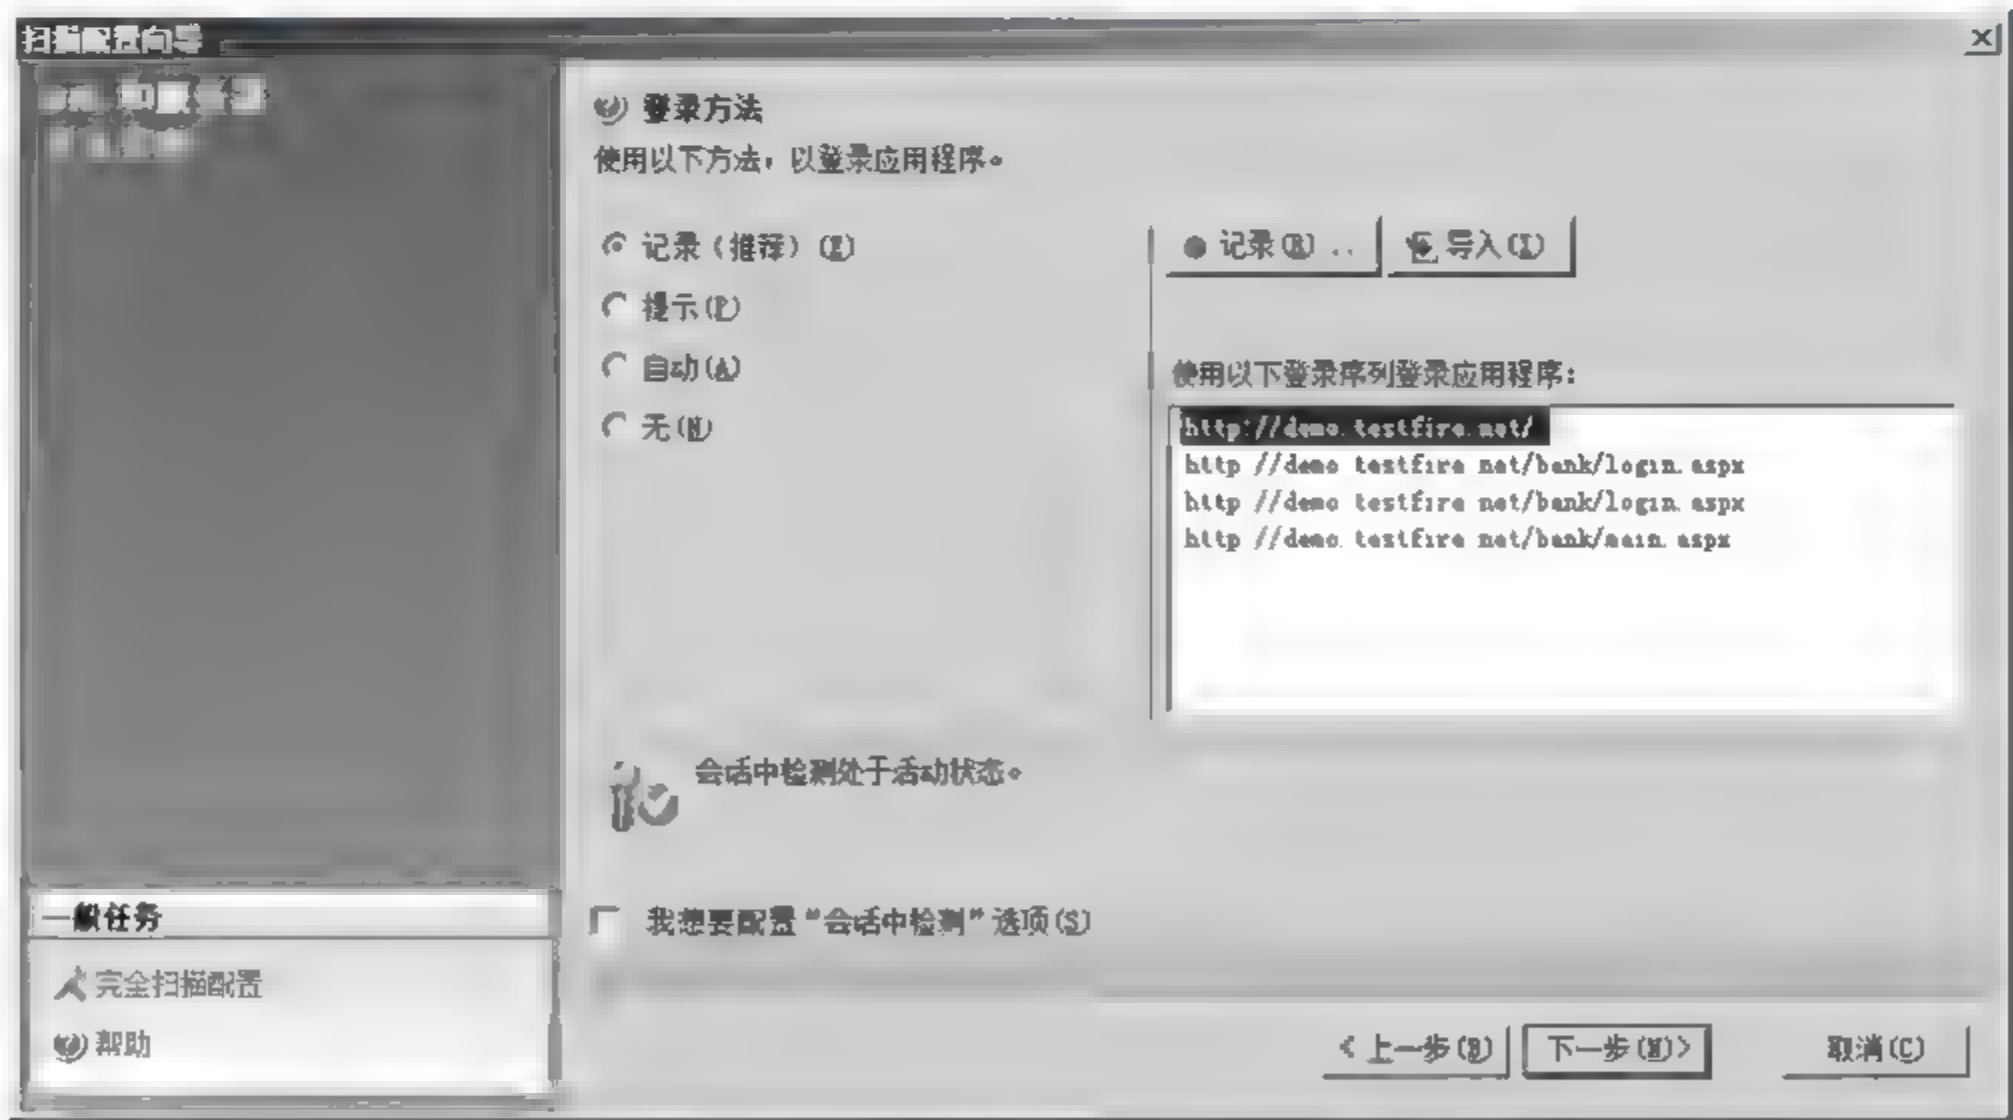 扫描配置向导
登录方法
使用以下方法，以登录应用程序。
记录（推荐）(E)
提示(P)
自动(A)
无(N)
记录(R)..
导入(I)
使用以下登录序列登录应用程序：
http://demo.testfire.net/
http://demo.testfire.net/bank/login.aspx
http://demo.testfire.net/bank/login.aspx
http://demo.testfire.net/bank/main.aspx
会话中检测处于活动状态。
我想要配置“会话中检测”选项(S)
一般任务
完全扫描配置
帮助
<上一步(B)
下一步(N)>
取消(C)